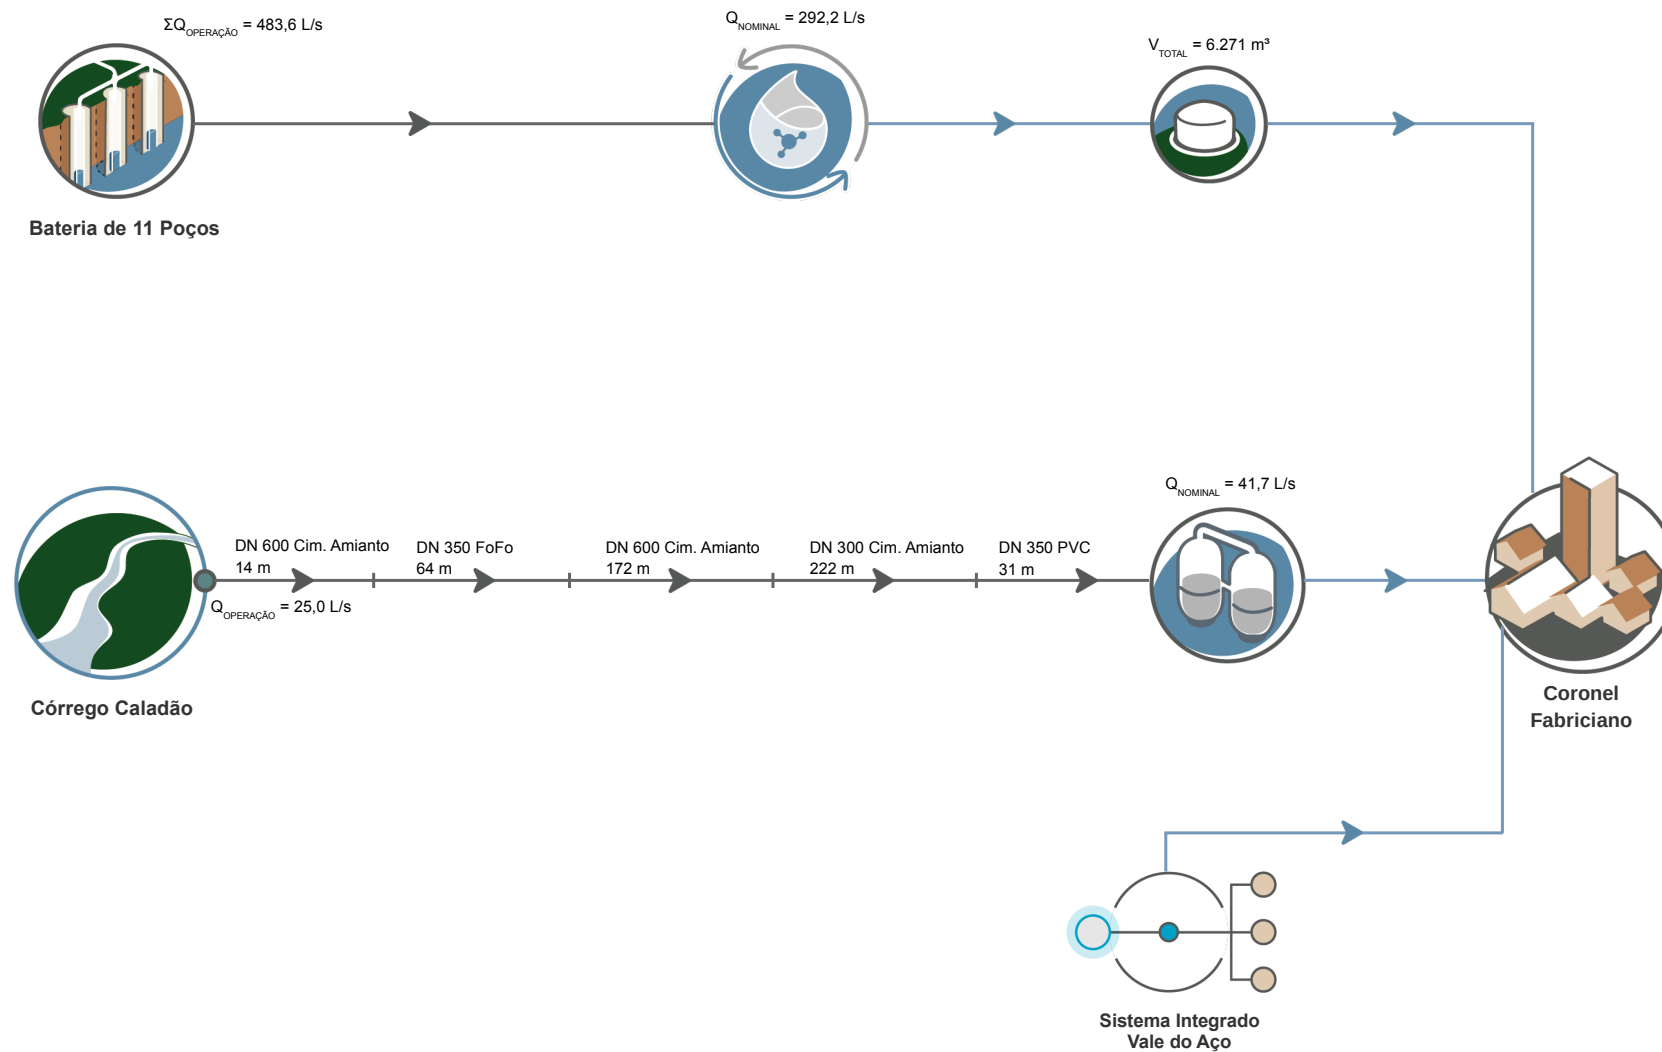 ΣQOPERAÇÃO = 483,6 L/s
QNOMINAL = 292,2 L/s
VTOTAL = 6.271 m³
Bateria de 11 Poços
QNOMINAL = 41,7 L/s
DN 600 Cim. Amianto
14 m
DN 350 FoFo
64 m
DN 600 Cim. Amianto
172 m
DN 300 Cim. Amianto
222 m
DN 350 PVC
31 m
QOPERAÇÃO = 25,0 L/s
Córrego Caladão
Coronel
Fabriciano
Sistema Integrado
Vale do Aço